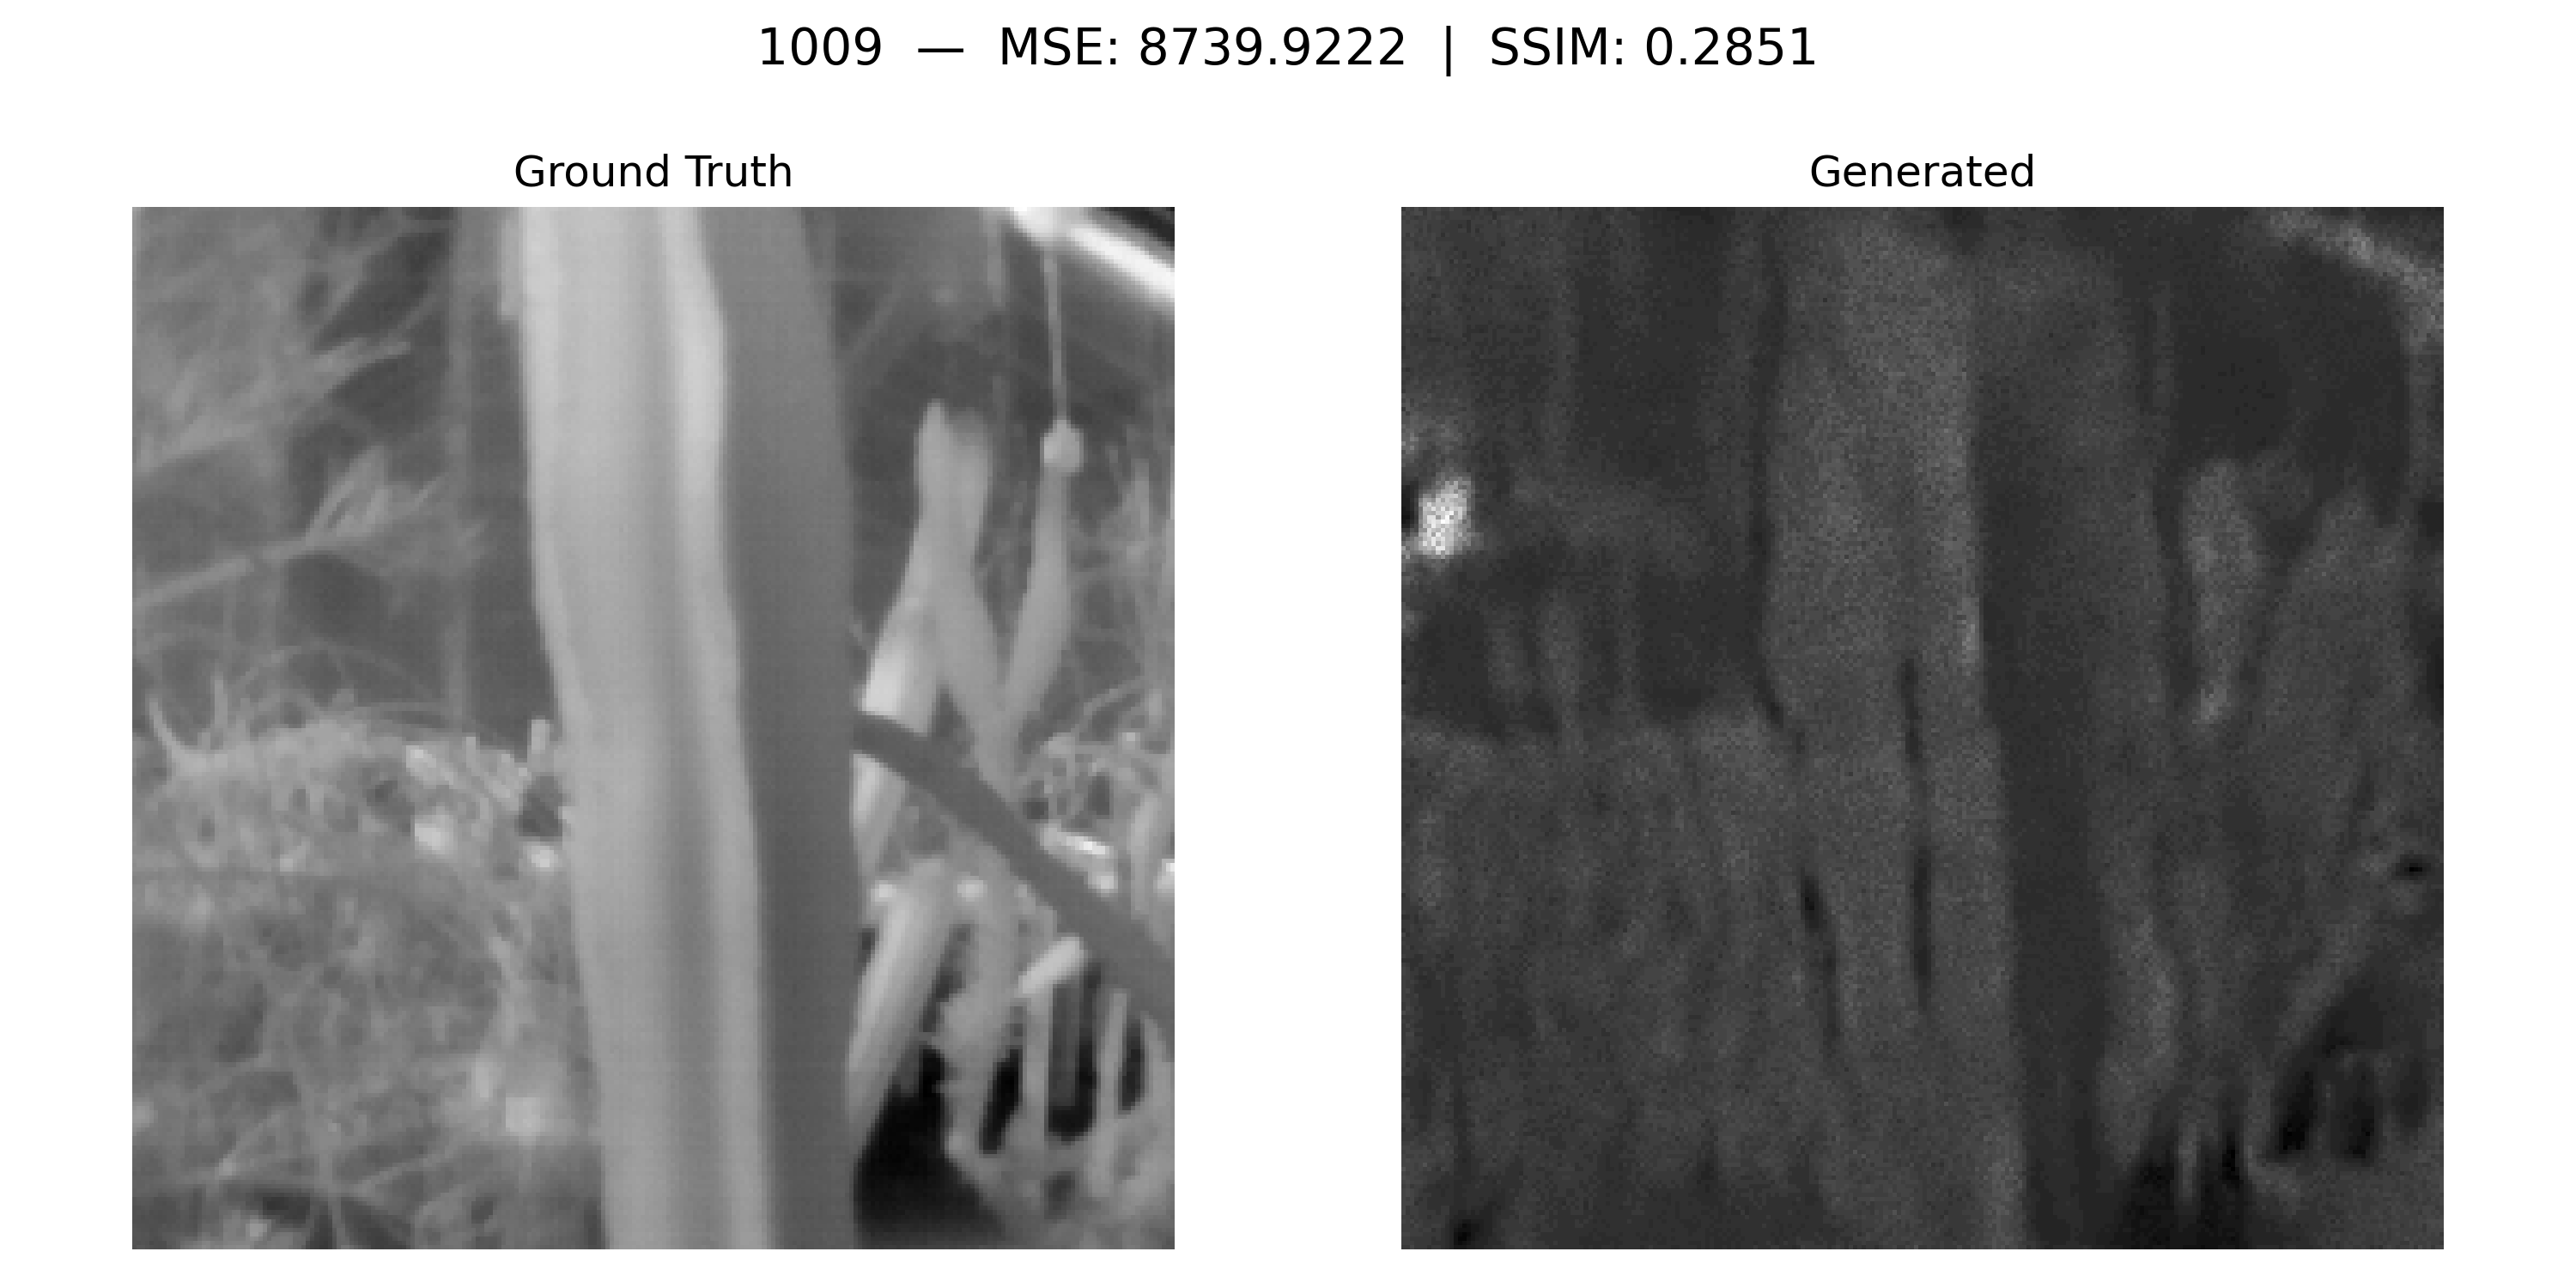 1009 — MSE: 8739.9222 | SSIM: 0.2851
Ground Truth
Generated